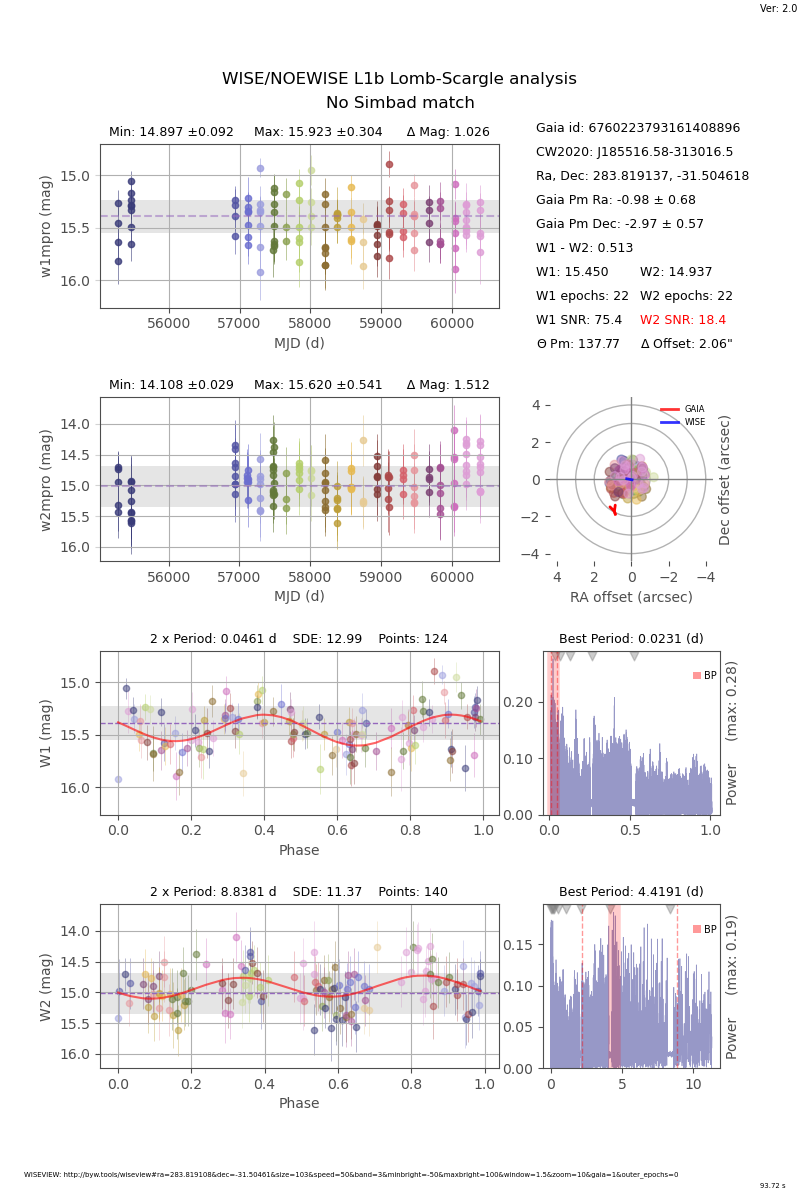 Ver: 2.0
WISE/NOEWISE L1b Lomb-Scargle analysis
No Simbad match
Min: 14.897 ±0.092 Max: 15.923 ±0.304 Δ Mag: 1.026
w1mpro (mag)
15.0
15.5
16.0
56000 57000 58000 59000 60000
MJD (d)
Gaia id: 6760223793161408896
CW2020: J185516.58-313016.5
Ra, Dec: 283.819137, -31.504618
Gaia Pm Ra: -0.98 ± 0.68
Gaia Pm Dec: -2.97 ± 0.57
W1 - W2: 0.513
W1: 15.450 W2: 14.937
W1 epochs: 22 W2 epochs: 22
W1 SNR: 75.4 W2 SNR: 18.4
Θ Pm: 137.77 Δ Offset: 2.06"
Min: 14.108 ±0.029 Max: 15.620 ±0.541 Δ Mag: 1.512
w2mpro (mag)
14.0
14.5
15.0
15.5
16.0
56000 57000 58000 59000 60000
MJD (d)
GAIA
WISE
4
2
0
−2
−4
4 2 0 −2 −4
RA offset (arcsec)
Dec offset (arcsec)
2 x Period: 0.0461 d SDE: 12.99 Points: 124
W1 (mag)
15.0
15.5
16.0
0.0 0.2 0.4 0.6 0.8 1.0
Phase
Best Period: 0.0231 (d)
BP
0.20
0.10
0.00
0.0 0.5 1.0
Power (max: 0.28)
2 x Period: 8.8381 d SDE: 11.37 Points: 140
W2 (mag)
14.0
14.5
15.0
15.5
16.0
0.0 0.2 0.4 0.6 0.8 1.0
Phase
Best Period: 4.4191 (d)
BP
0.15
0.10
0.05
0.00
0 5 10
Power (max: 0.19)
WISEVIEW: http://byw.tools/wiseview#ra=283.819108&dec=-31.50461&size=103&speed=50&band=3&minbright=-50&maxbright=100&window=1.5&zoom=10&gaia=1&outer_epochs=0
93.72 s